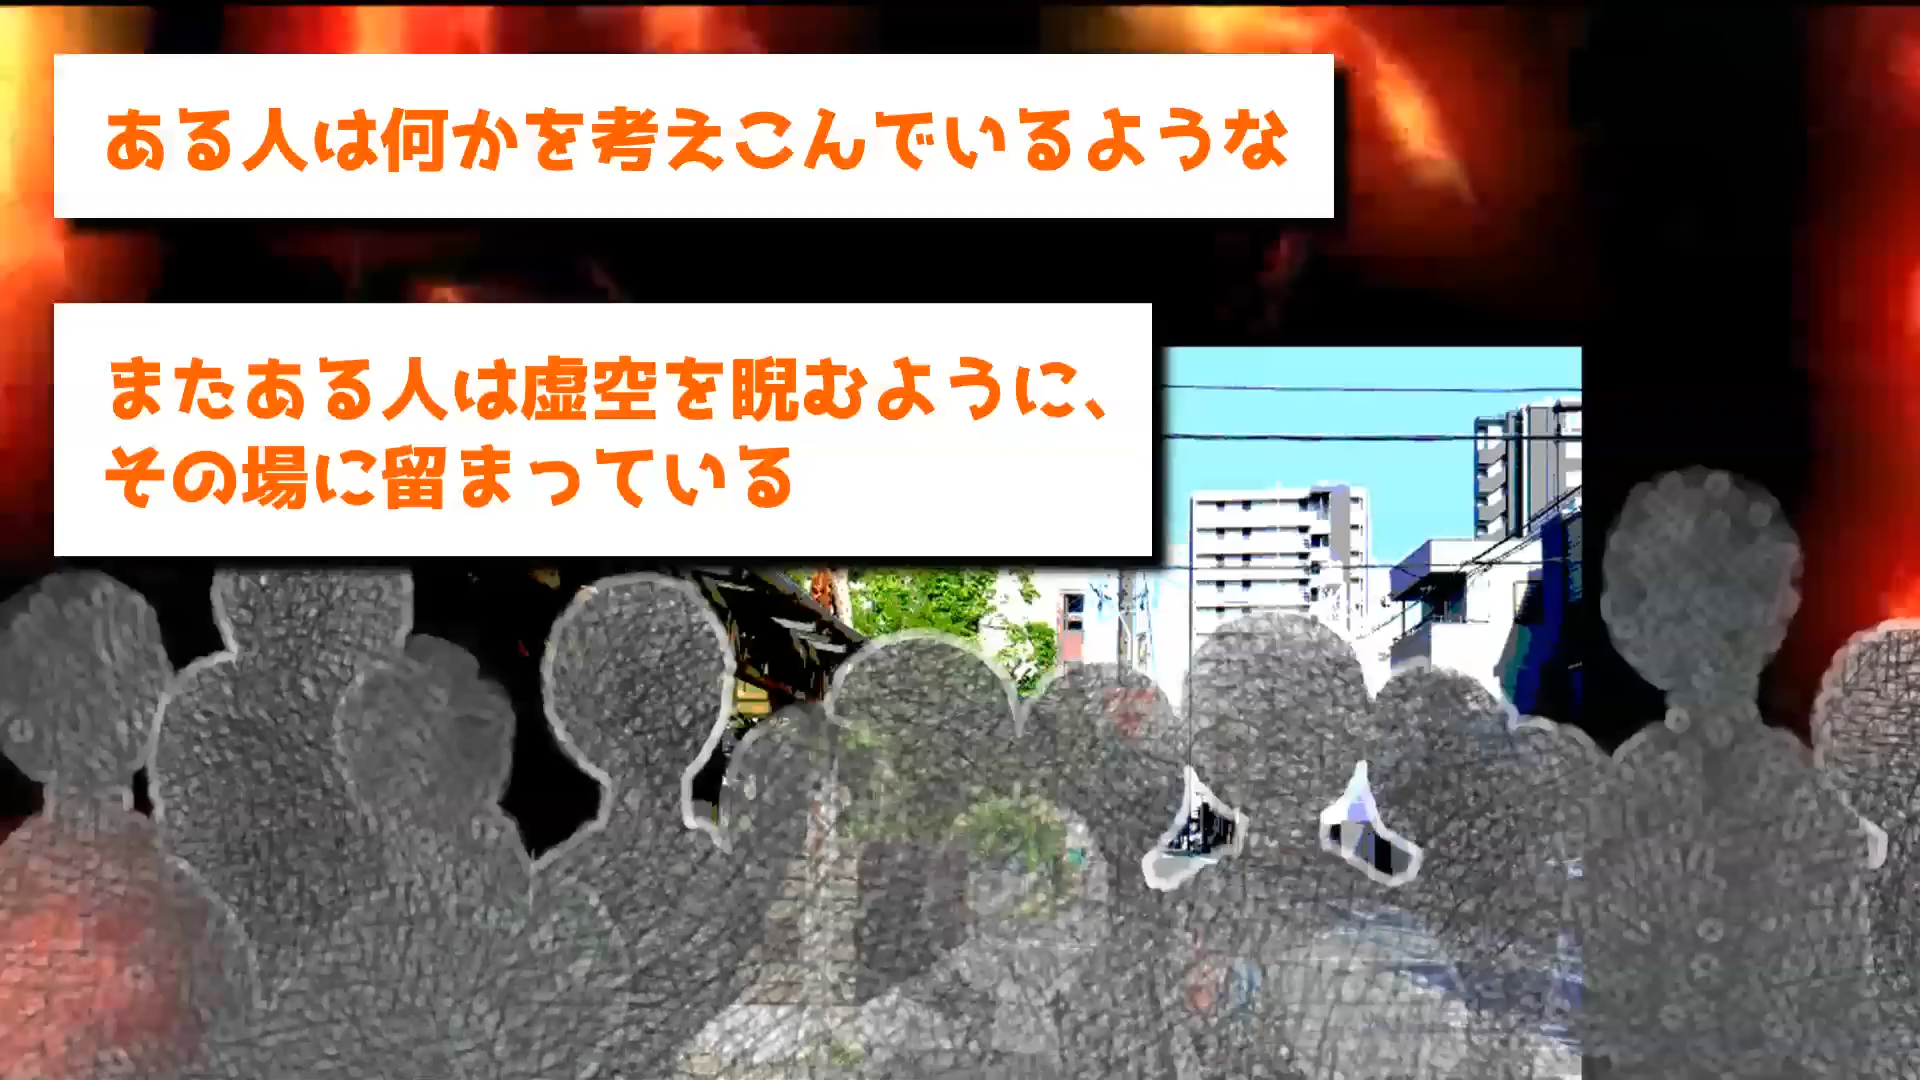 ある人は何かを考えこんでいるような
またある人は虚空を睨むように、
その場に留まっている